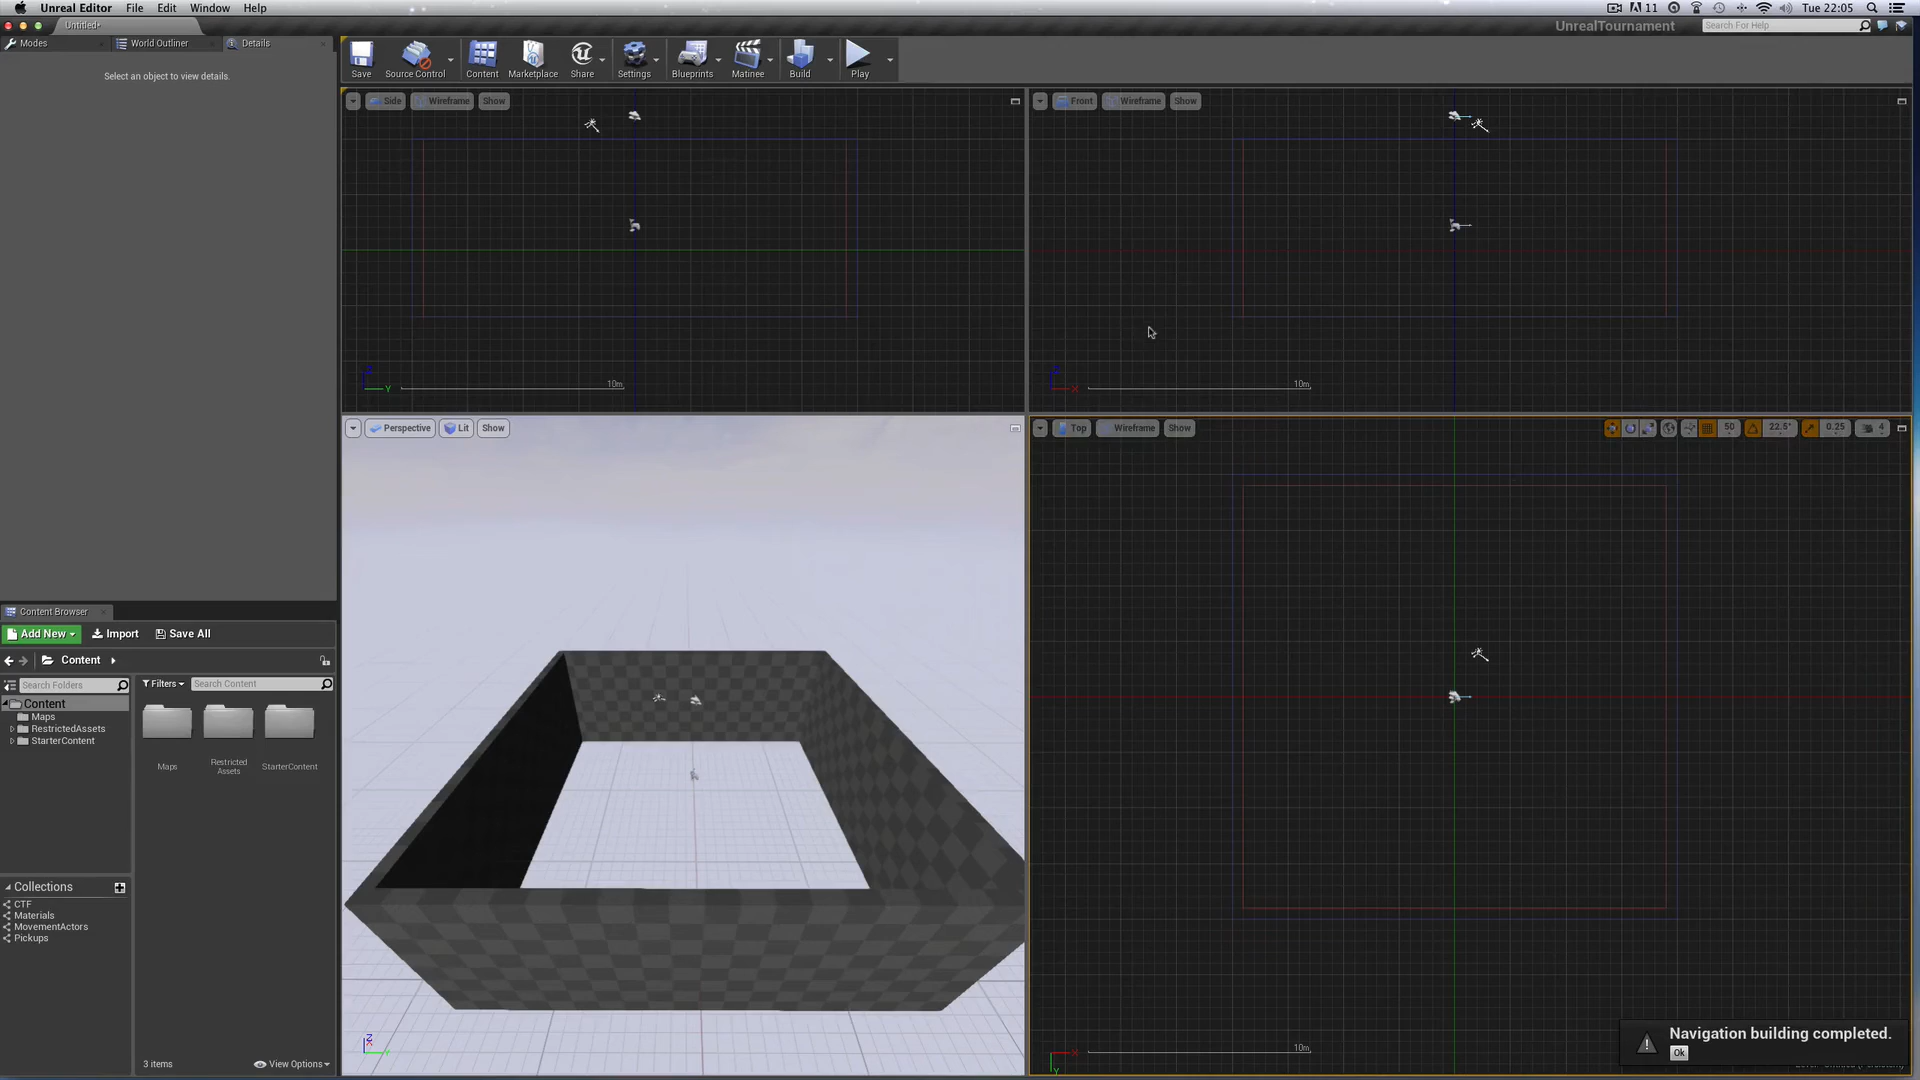 Unreal Editor File Edit Window Help
11 Tue 22:05
Untitled*
UnrealTournament Search For Help
Modes World Outliner Details
Select an object to view details.
Save Source Control Content Marketplace Share Settings Blueprints Matinee Build Play
Side Wireframe Show
Front Wireframe Show
Z
Y
10m
Z
X
10m
Perspective Lit Show
Top Wireframe Show
50 22.5° 0.25 4
Content Browser
Add New Import Save All
Content
Search Folders
Filters Search Content
Content
Maps
RestrictedAssets
StarterContent
Maps
Restricted
Assets
StarterContent
Collections
CTF
Materials
MovementActors
Pickups
3 items View Options
Z
X
Y
X
Y
10m
Navigation building completed.
Ok